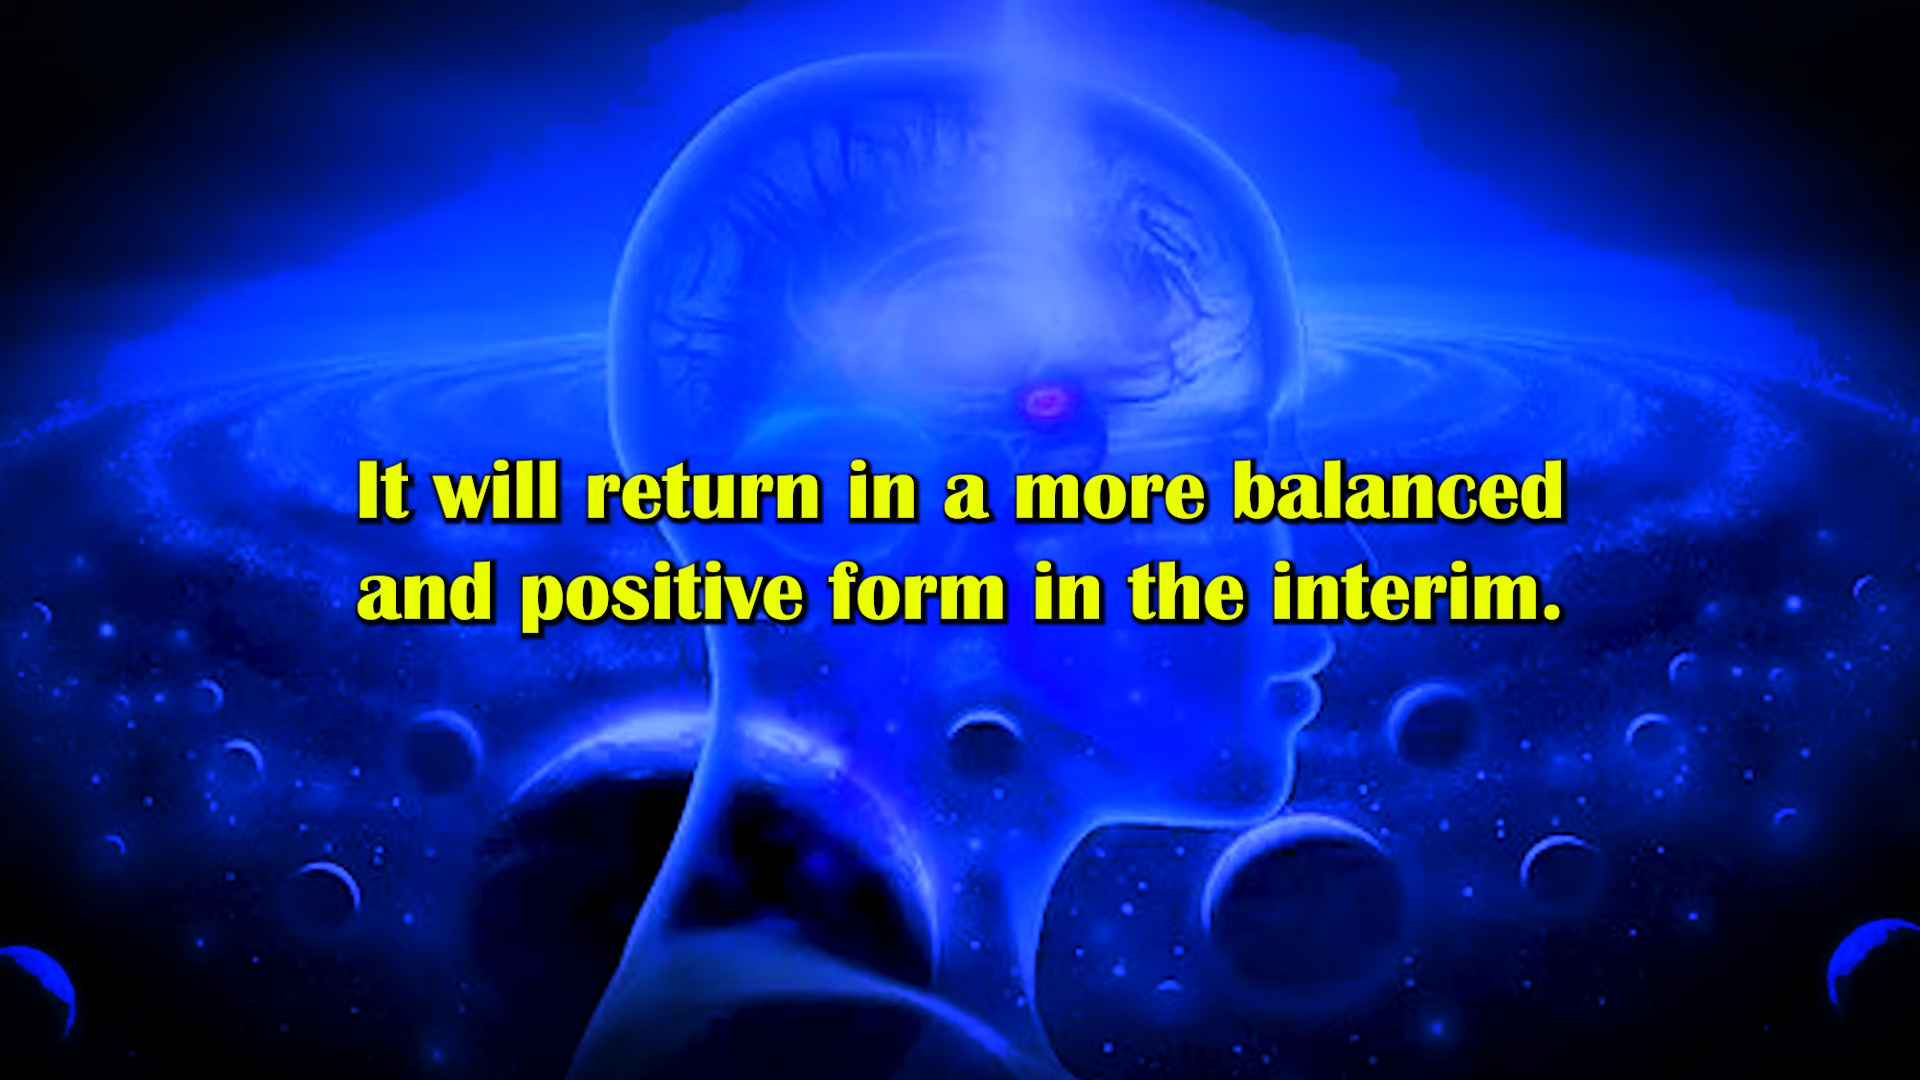 It will return in a more balanced
and positive form in the interim.